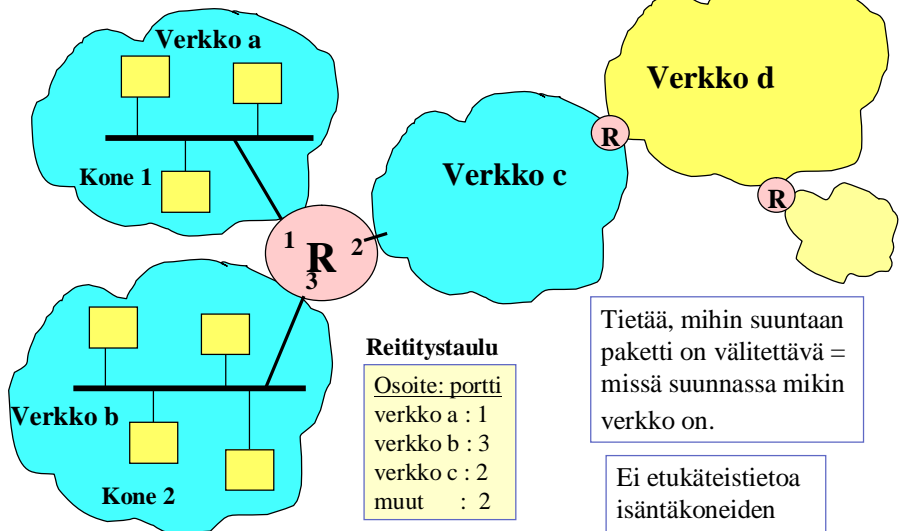 Verkko a
Kone 1
Verkko d
R
Verkko c
R
1 R 2
3
Verkko b
Kone 2
Reititystaulu
Osoite: portti
verkko a : 1
verkko b : 3
verkko c : 2
muut : 2
Tietää, mihin suuntaan
paketti on välitettävä =
missä suunnassa mikin
verkko on.
Ei etukäteistietoa
isäntäkoneiden